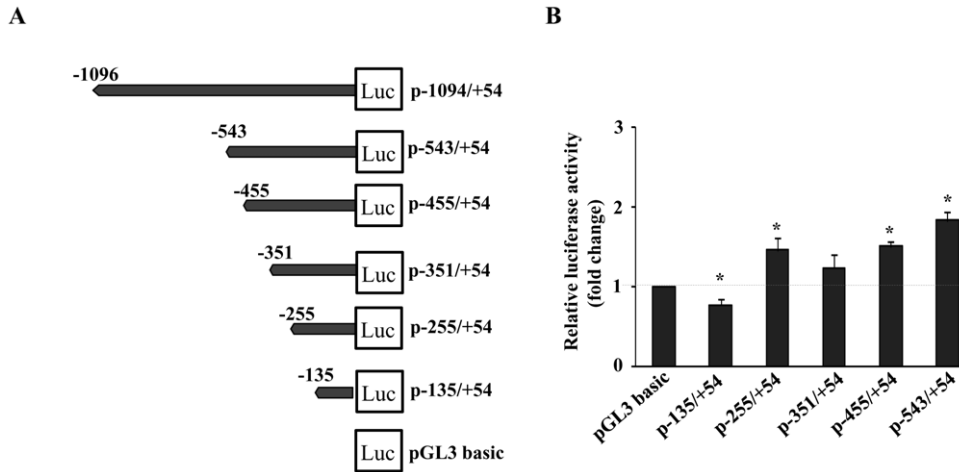 A
-1096
Luc
p-1094/+54
-543
Luc
p-543/+54
-455
Luc
p-455/+54
-351
Luc
p-351/+54
-255
Luc
p-255/+54
-135
Luc
p-135/+54
Luc
pGL3 basic
B
Relative luciferase activity
(fold change)
3
2
1
0
*
*
*
*
pGL3 basic
p-135/+54
p-255/+54
p-351/+54
p-455/+54
p-543/+54